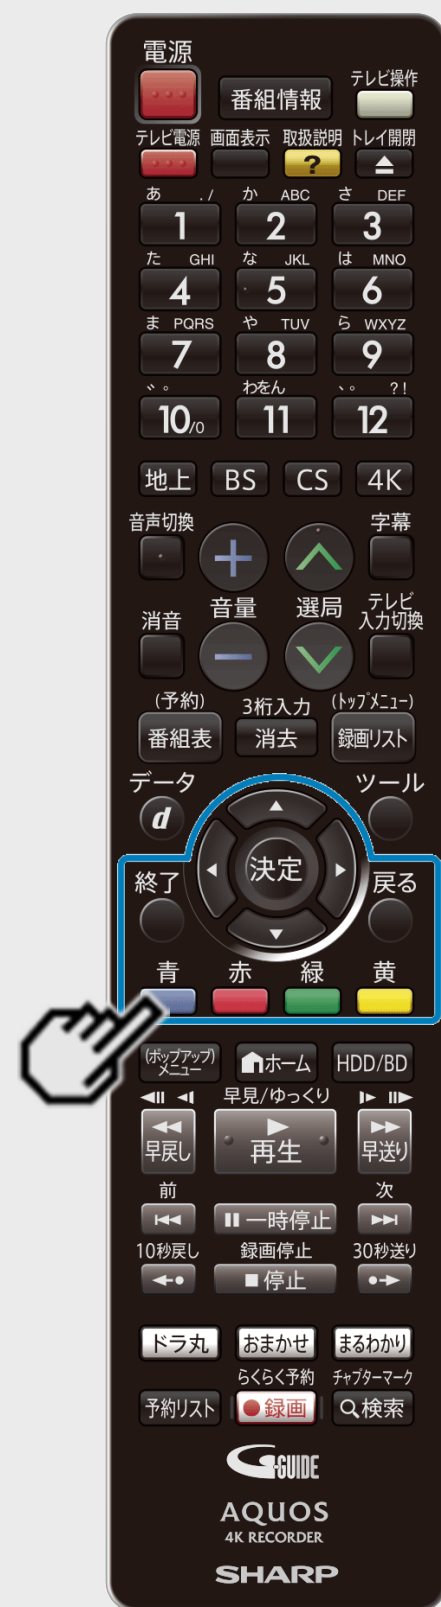 電源
番組情報
テレビ操作
テレビ電源 画面表示 取扱説明 トレイ開閉
?
あ ./ か ABC さ DEF
1 2 3
た GHI な JKL は MNO
4 5 6
ま PQRS や TUV ら WXYZ
7 8 9
゛゜ わをん 、。 ?!
10/0 11 12
地上 BS CS 4K
音声切換 字幕
+
音量 選局
消音 テレビ入力切換
−
(予約) 3桁入力 (トップメニュー)
番組表 消去 録画リスト
データ ツール
d
決定
終了 戻る
青 赤 緑 黄
(ポップアップ)
メニュー ホーム HDD/BD
早見/ゆっくり
早戻し 再生 早送り
前 次
一時停止
10秒戻し 録画停止 30秒送り
停止
ドラ丸 おまかせ まるわかり
らくらく予約 チャプターマーク
予約リスト ●録画 検索
G-GUIDE
AQUOS
4K RECORDER
SHARP